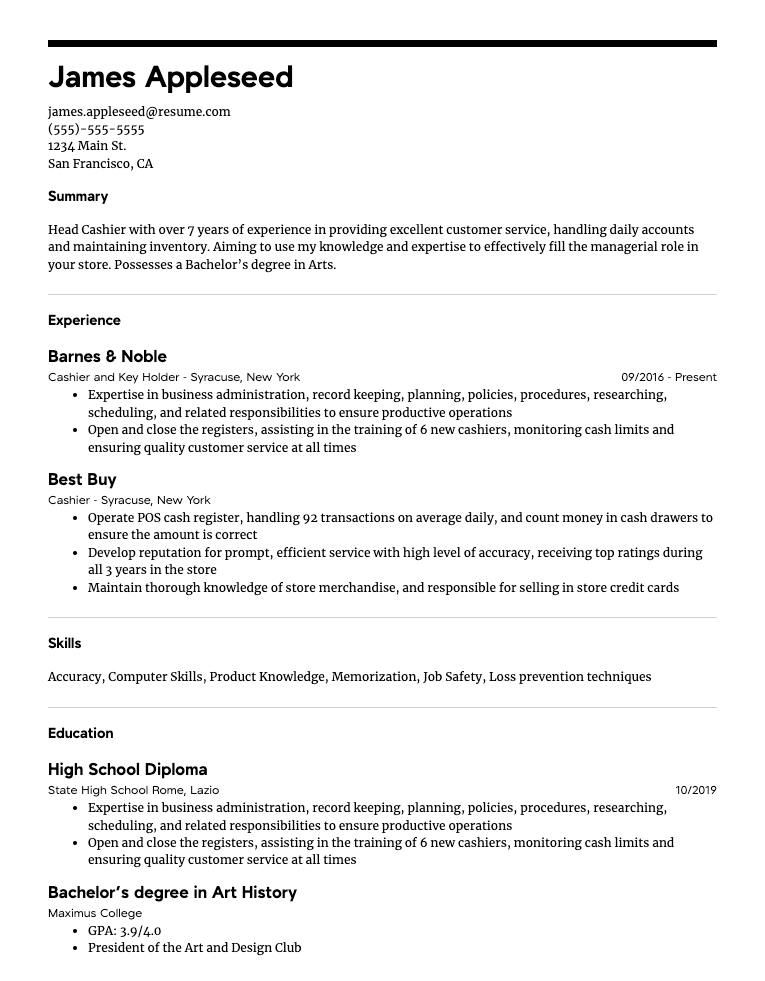 James Appleseed
james.appleseed@resume.com
(555)-555-5555
1234 Main St.
San Francisco, CA
Summary
Head Cashier with over 7 years of experience in providing excellent customer service, handling daily accounts
and maintaining inventory. Aiming to use my knowledge and expertise to effectively fill the managerial role in
your store. Possesses a Bachelor’s degree in Arts.
Experience
Barnes & Noble
Cashier and Key Holder - Syracuse, New York 09/2016 - Present
• Expertise in business administration, record keeping, planning, policies, procedures, researching,
scheduling, and related responsibilities to ensure productive operations
• Open and close the registers, assisting in the training of 6 new cashiers, monitoring cash limits and
ensuring quality customer service at all times
Best Buy
Cashier - Syracuse, New York
• Operate POS cash register, handling 92 transactions on average daily, and count money in cash drawers to
ensure the amount is correct
• Develop reputation for prompt, efficient service with high level of accuracy, receiving top ratings during
all 3 years in the store
• Maintain thorough knowledge of store merchandise, and responsible for selling in store credit cards
Skills
Accuracy, Computer Skills, Product Knowledge, Memorization, Job Safety, Loss prevention techniques
Education
High School Diploma
State High School Rome, Lazio 10/2019
• Expertise in business administration, record keeping, planning, policies, procedures, researching,
scheduling, and related responsibilities to ensure productive operations
• Open and close the registers, assisting in the training of 6 new cashiers, monitoring cash limits and
ensuring quality customer service at all times
Bachelor’s degree in Art History
Maximus College
• GPA: 3.9/4.0
• President of the Art and Design Club